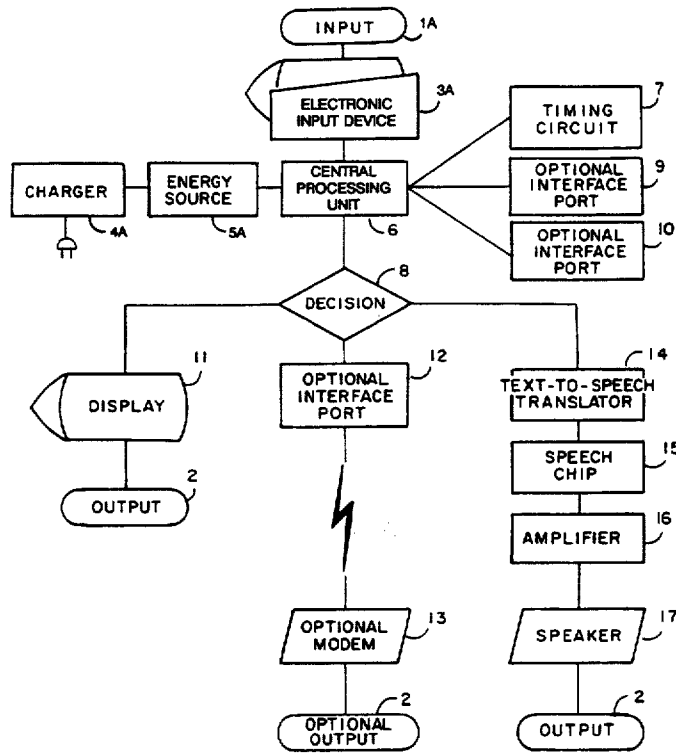 INPUT
1A
ELECTRONIC
INPUT DEVICE
3A
TIMING
CIRCUIT
7
CHARGER
4A
ENERGY
SOURCE
5A
CENTRAL
PROCESSING
UNIT
6
OPTIONAL
INTERFACE
PORT
9
OPTIONAL
INTERFACE
PORT
10
DECISION
8
DISPLAY
11
OPTIONAL
INTERFACE
PORT
12
TEXT-TO-SPEECH
TRANSLATOR
14
SPEECH
CHIP
15
OUTPUT
2
AMPLIFIER
16
OPTIONAL
MODEM
13
SPEAKER
17
OPTIONAL
OUTPUT
2
OUTPUT
2